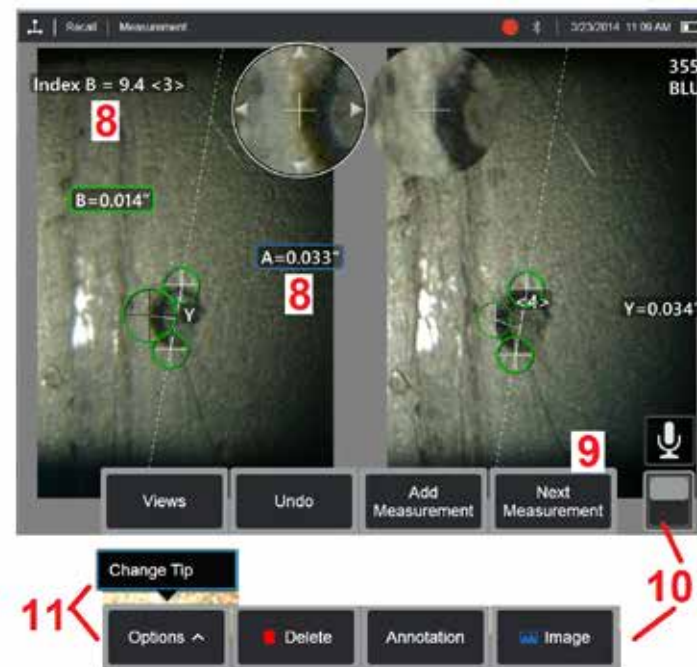 Recall | Measurement
3/23/2014 11:09 AM
355
BLU
Index B = 9.4 <3>
8
B=0.014"
A=0.033"
8
Y
<4>
Y=0.034"
9
Views
Undo
Add
Measurement
Next
Measurement
10
Change Tip
11
Options
Delete
Annotation
Image